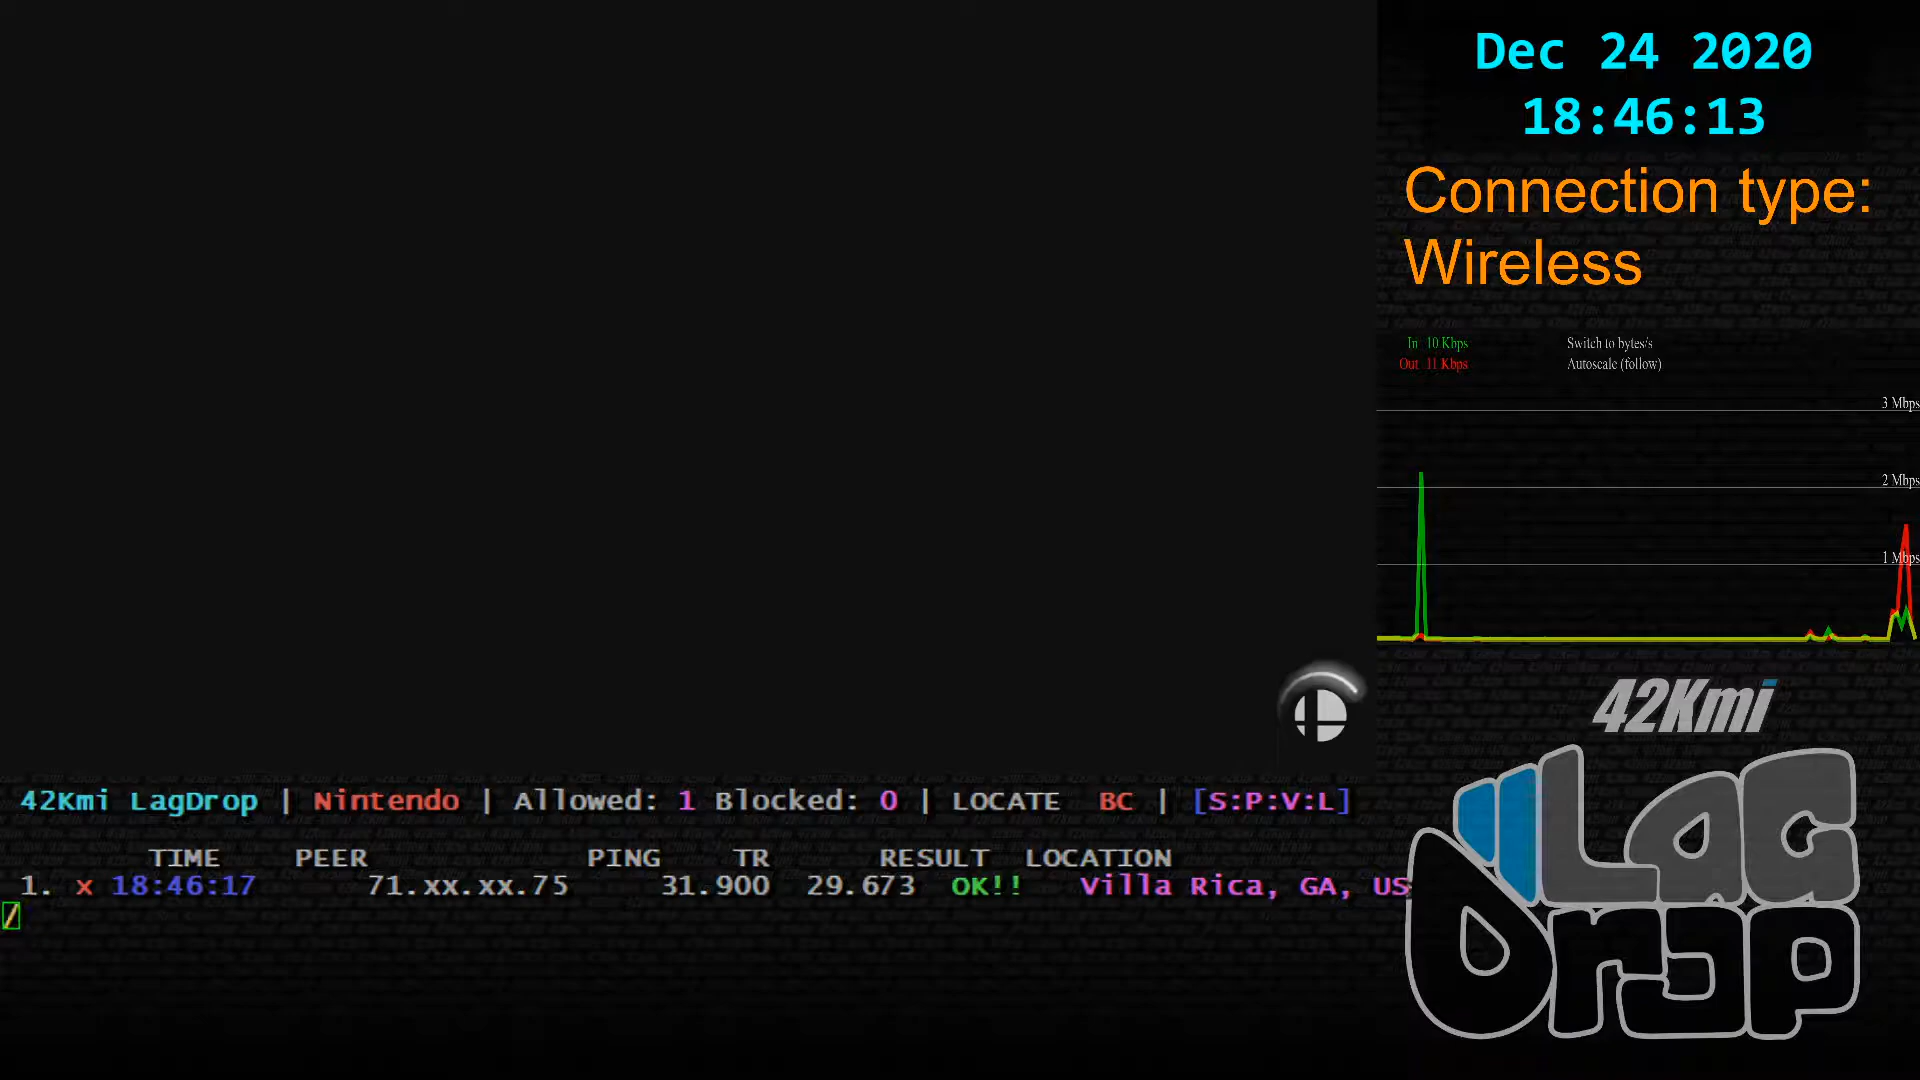 Dec 24 2020
18:46:13
Connection type:
Wireless
In 10 Kbps Switch to bytes/s
Out 11 Kbps Autoscale (follow)
3 Mbps
2 Mbps
1 Mbps
42Kmi
LAG
Drop
42Kmi LagDrop | Nintendo | Allowed: 1 Blocked: 0 | LOCATE BC | [S:P:V:L]
TIME PEER PING TR RESULT LOCATION
1. x 18:46:17 71.xx.xx.75 31.900 29.673 OK!! Villa Rica, GA, US
/